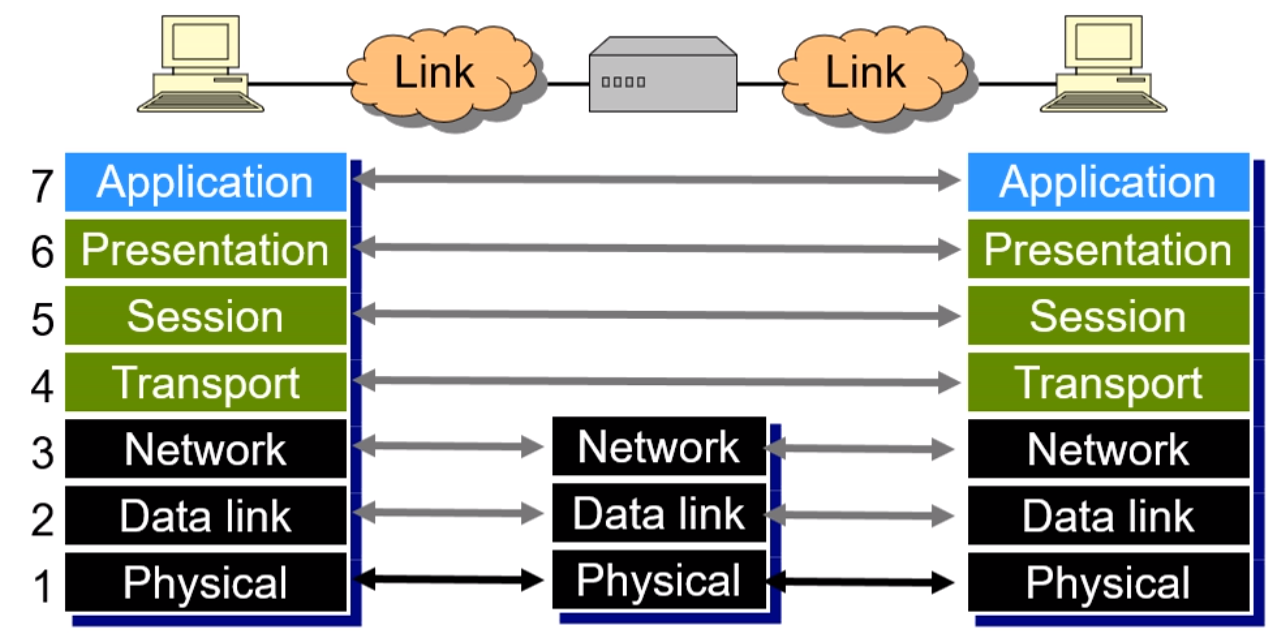 Link Link
7 Application Application
6 Presentation Presentation
5 Session Session
4 Transport Transport
3 Network Network Network
2 Data link Data link Data link
1 Physical Physical Physical